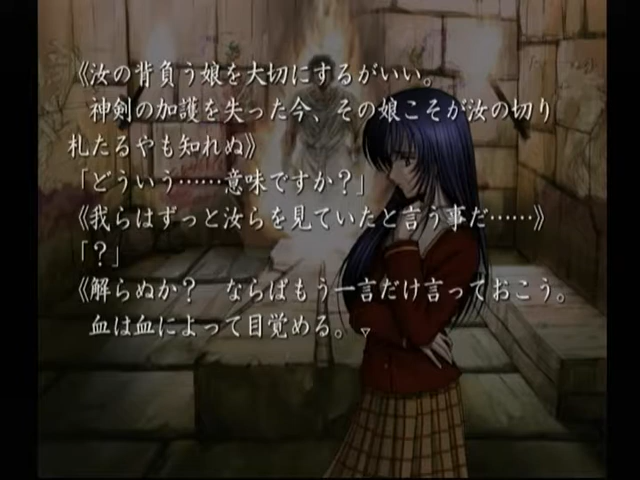 《汝の背負う娘を大切にするがいい。
神剣の加護を失った今、その娘こそが汝の切り
札たるやも知れぬ》
「どういう……意味ですか？」
《我らはずっと汝らを見ていたと言う事だ……》
「？」
《解らぬか？　ならばもう一言だけ言っておこう。
血は血によって目覚める。